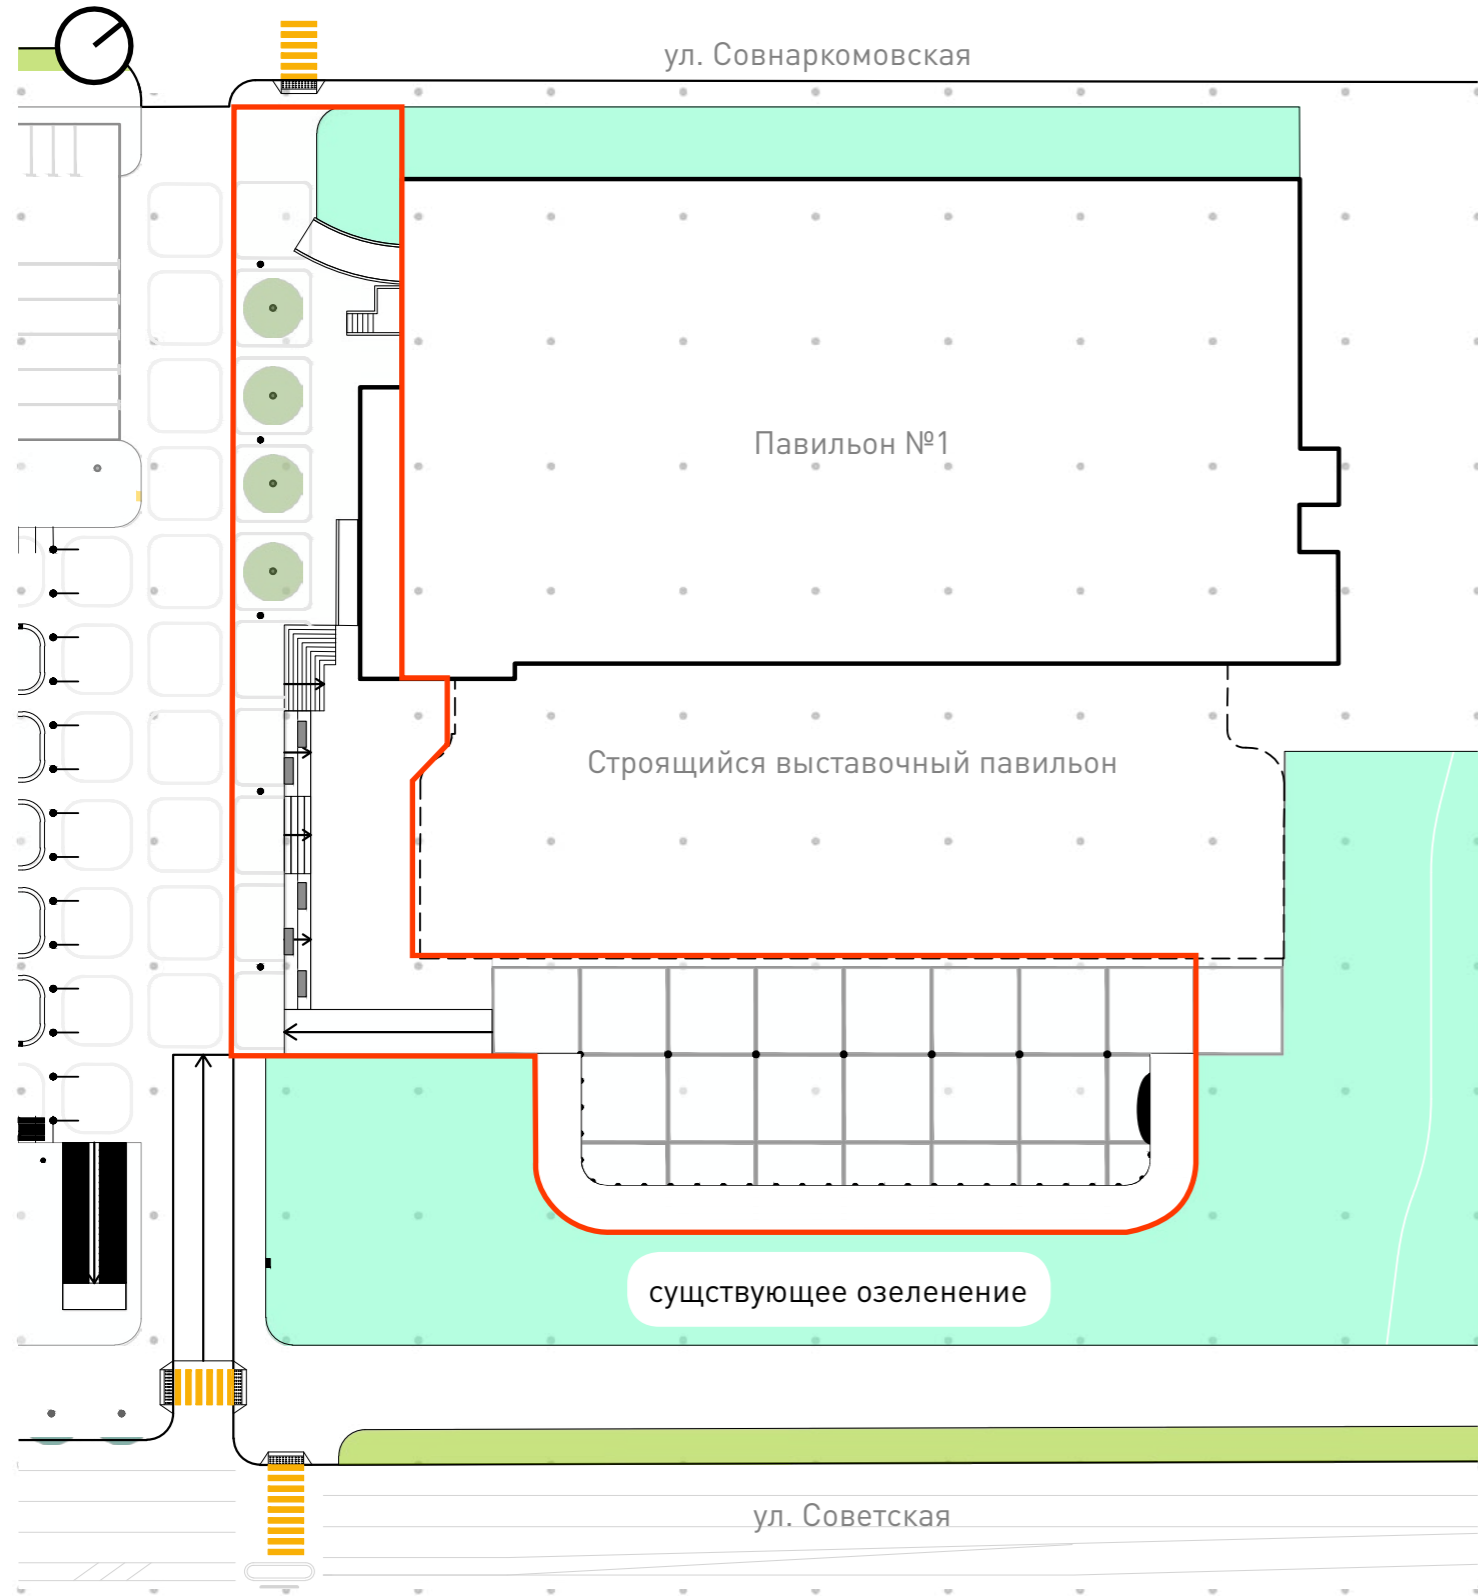 ул. Совнаркомовская
Павильон №1
Строящийся выставочный павильон
сущствующее озеленение
ул. Советская